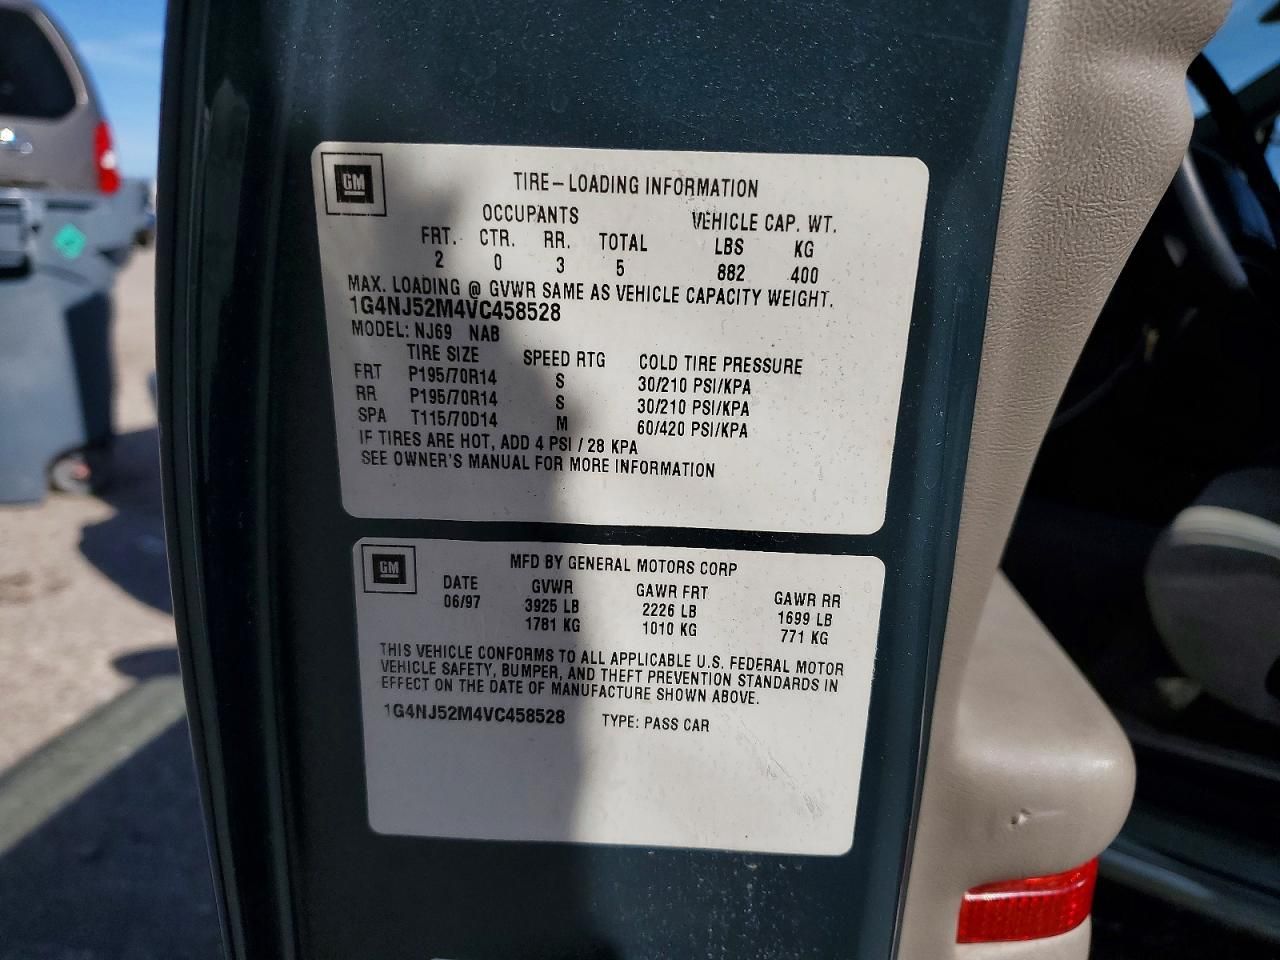 GM
TIRE-LOADING INFORMATION
OCCUPANTS VEHICLE CAP. WT.
FRT. CTR. RR. TOTAL LBS KG
2 0 3 5 882 400
MAX. LOADING @ GVWR SAME AS VEHICLE CAPACITY WEIGHT.
1G4NJ52M4VC458528
MODEL: NJ69 NAB
TIRE SIZE SPEED RTG COLD TIRE PRESSURE
FRT P195/70R14 S 30/210 PSI/KPA
RR P195/70R14 S 30/210 PSI/KPA
SPA T115/70D14 M 60/420 PSI/KPA
IF TIRES ARE HOT, ADD 4 PSI / 28 KPA
SEE OWNER'S MANUAL FOR MORE INFORMATION
GM
MFD BY GENERAL MOTORS CORP
DATE GVWR GAWR FRT GAWR RR
06/97 3925 LB 2226 LB 1699 LB
1781 KG 1010 KG 771 KG
THIS VEHICLE CONFORMS TO ALL APPLICABLE U.S. FEDERAL MOTOR
VEHICLE SAFETY, BUMPER, AND THEFT PREVENTION STANDARDS IN
EFFECT ON THE DATE OF MANUFACTURE SHOWN ABOVE.
1G4NJ52M4VC458528 TYPE: PASS CAR